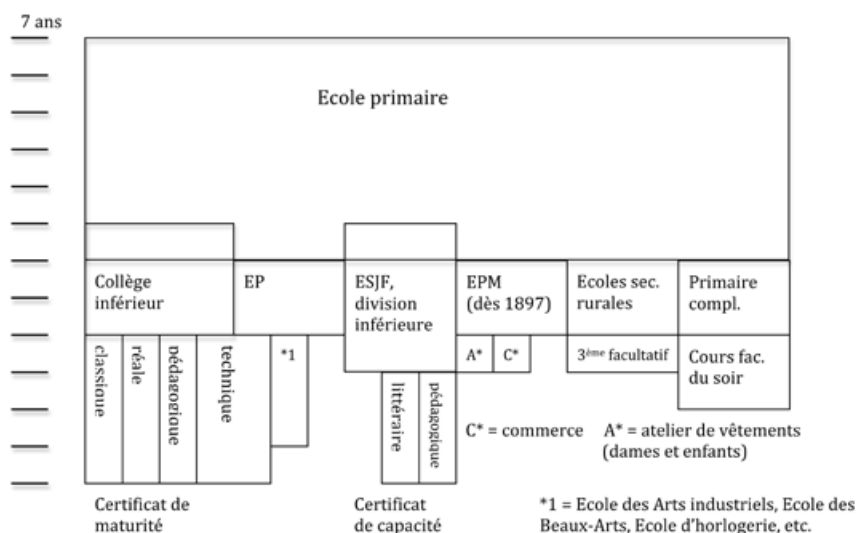 7 ans
Ecole primaire
Collège
inférieur
EP
ESJF,
division
inférieure
EPM
(dès 1897)
Ecoles sec.
rurales
Primaire
compl.
classique
réale
pédagogique
technique
*1
littéraire
pédagogique
A*
C*
3ème facultatif
Cours fac.
du soir
C* = commerce
A* = atelier de vêtements
(dames et enfants)
Certificat de
maturité
Certificat
de capacité
*1 = Ecole des Arts industriels, Ecole des
Beaux-Arts, Ecole d'horlogerie, etc.